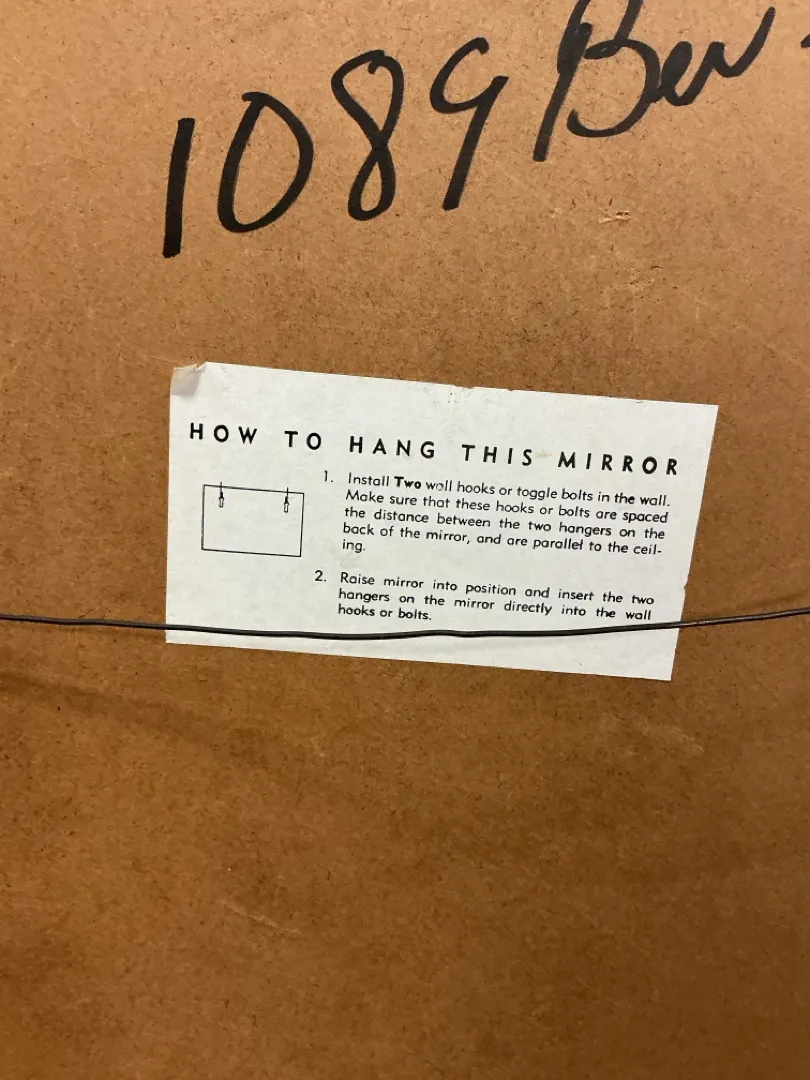 1089 Bev
HOW TO HANG THIS MIRROR
1. Install Two wall hooks or toggle bolts in the wall.
Make sure that these hooks or bolts are spaced
the distance between the two hangers on the
back of the mirror, and are parallel to the ceil-
ing.
2. Raise mirror into position and insert the two
hangers on the mirror directly into the wall
hooks or bolts.